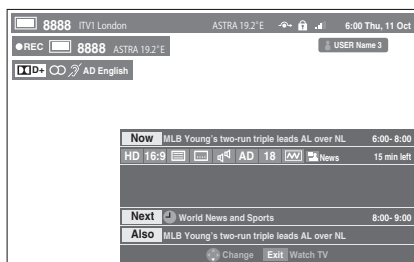 8888 ITV1 London ASTRA 19.2°E 6:00 Thu, 11 Oct
REC 8888 ASTRA 19.2°E
USER Name 3
D+ AD English
Now MLB Young's two-run triple leads AL over NL 6:00- 8:00
HD 16:9 AD 18 News 15 min left
Next World News and Sports 8:00- 9:00
Also MLB Young's two-run triple leads AL over NL
Change Exit Watch TV